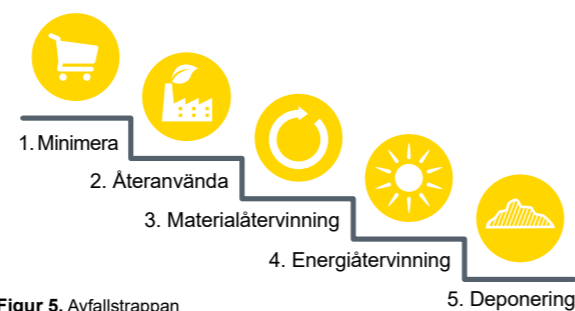 1. Minimera
2. Återanvända
3. Materialåtervinning
4. Energiåtervinning
5. Deponering
Figur 5. Avfallstrappan